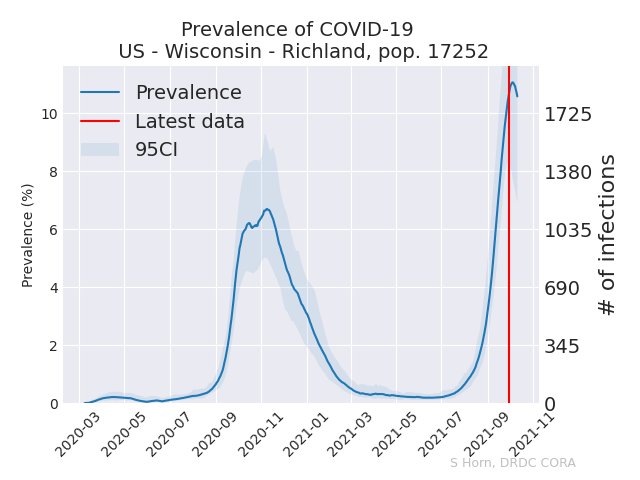 Prevalence of COVID-19
US - Wisconsin - Richland, pop. 17252
Prevalence
Latest data
95CI
Prevalence (%)
10
8
6
4
2
0
1725
1380
1035
690
345
0
# of infections
2020-03
2020-05
2020-07
2020-09
2020-11
2021-01
2021-03
2021-05
2021-07
2021-09
2021-11
S Horn, DRDC CORA